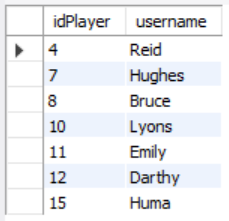 idPlayer username
4 Reid
7 Hughes
8 Bruce
10 Lyons
11 Emily
12 Darthy
15 Huma